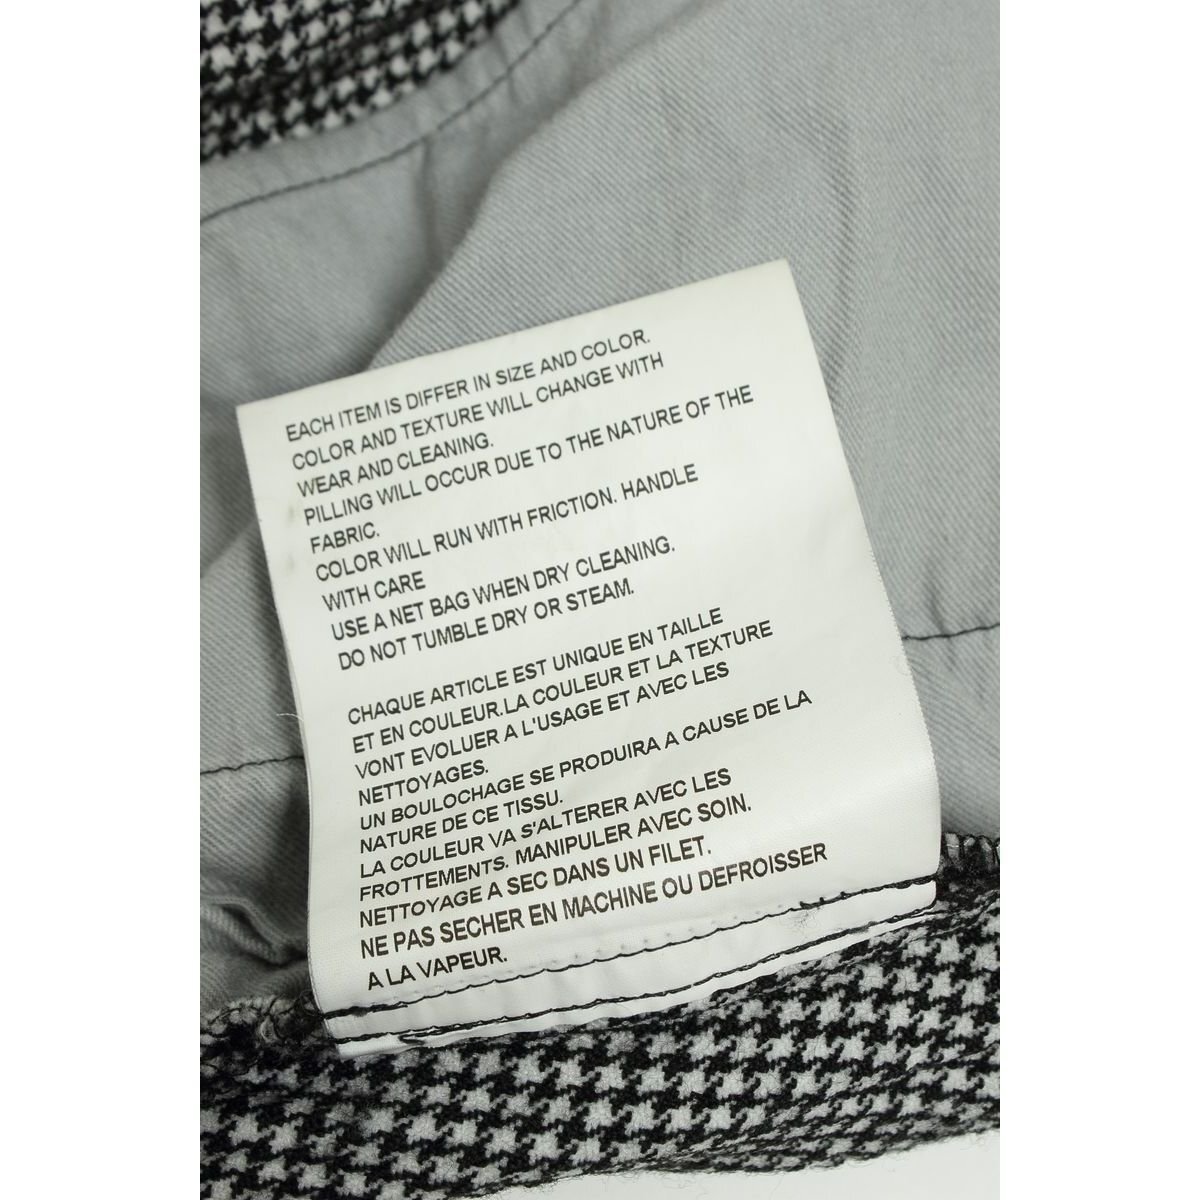 EACH ITEM IS DIFFER IN SIZE AND COLOR.
COLOR AND TEXTURE WILL CHANGE WITH
WEAR AND CLEANING.
PILLING WILL OCCUR DUE TO THE NATURE OF THE
FABRIC.
COLOR WILL RUN WITH FRICTION. HANDLE
WITH CARE
USE A NET BAG WHEN DRY CLEANING.
DO NOT TUMBLE DRY OR STEAM.
CHAQUE ARTICLE EST UNIQUE EN TAILLE
ET EN COULEUR.LA COULEUR ET LA TEXTURE
VONT EVOLUER A L'USAGE ET AVEC LES
NETTOYAGES.
UN BOULOCHAGE SE PRODUIRA A CAUSE DE LA
NATURE DE CE TISSU.
LA COULEUR VA S'ALTERER AVEC LES
FROTTEMENTS. MANIPULER AVEC SOIN.
NETTOYAGE A SEC DANS UN FILET.
NE PAS SECHER EN MACHINE OU DEFROISSER
A LA VAPEUR.